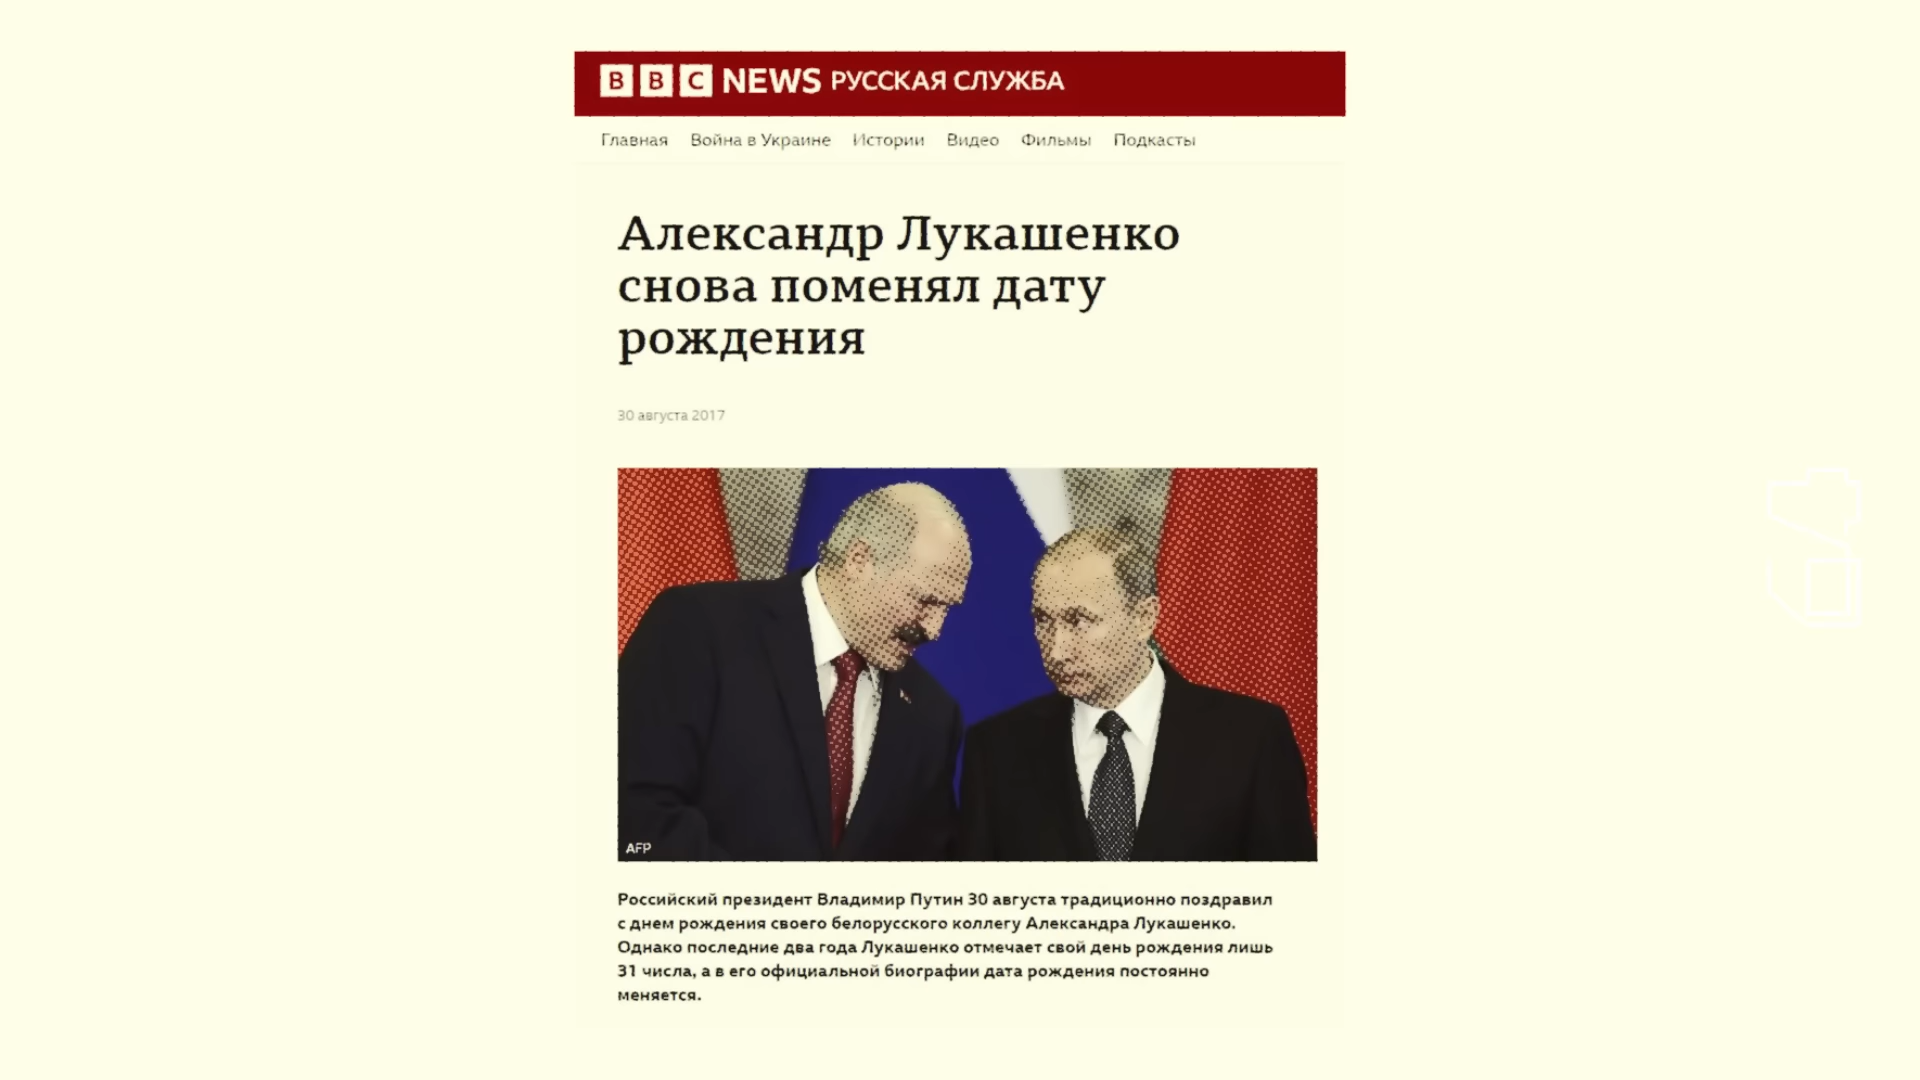 BBC NEWS РУССКАЯ СЛУЖБА
Главная Война в Украине Истории Видео Фильмы Подкасты
Александр Лукашенко
снова поменял дату
рождения
30 августа 2017
AFP
Российский президент Владимир Путин 30 августа традиционно поздравил
с днем рождения своего белорусского коллегу Александра Лукашенко.
Однако последние два года Лукашенко отмечает свой день рождения лишь
31 числа, а в его официальной биографии дата рождения постоянно
меняется.